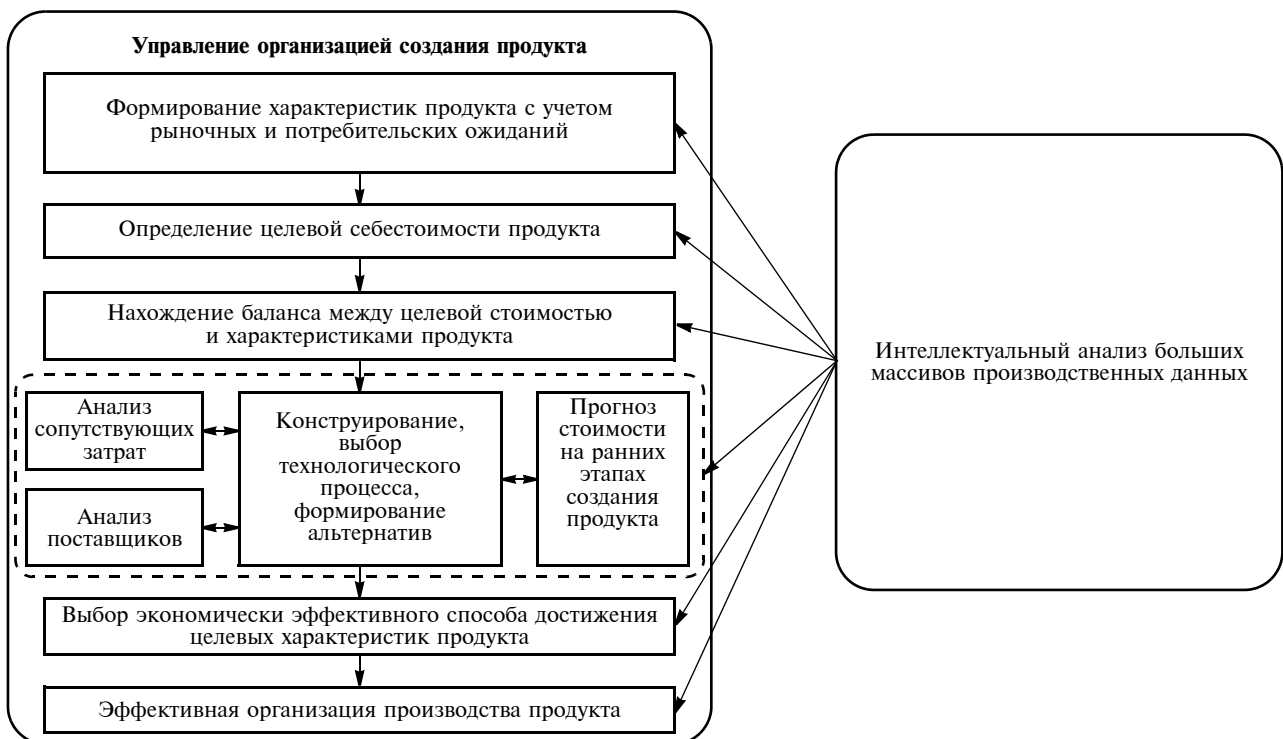 Управление организацией создания продукта
Формирование характеристик продукта с учетом
рыночных и потребительских ожиданий
Определение целевой себестоимости продукта
Нахождение баланса между целевой стоимостью
и характеристиками продукта
Анализ
сопутствующих
затрат
Анализ
поставщиков
Конструирование,
выбор
технологического
процесса,
формирование
альтернатив
Прогноз
стоимости
на ранних
этапах
создания
продукта
Выбор экономически эффективного способа достижения
целевых характеристик продукта
Эффективная организация производства продукта
Интеллектуальный анализ больших
массивов производственных данных